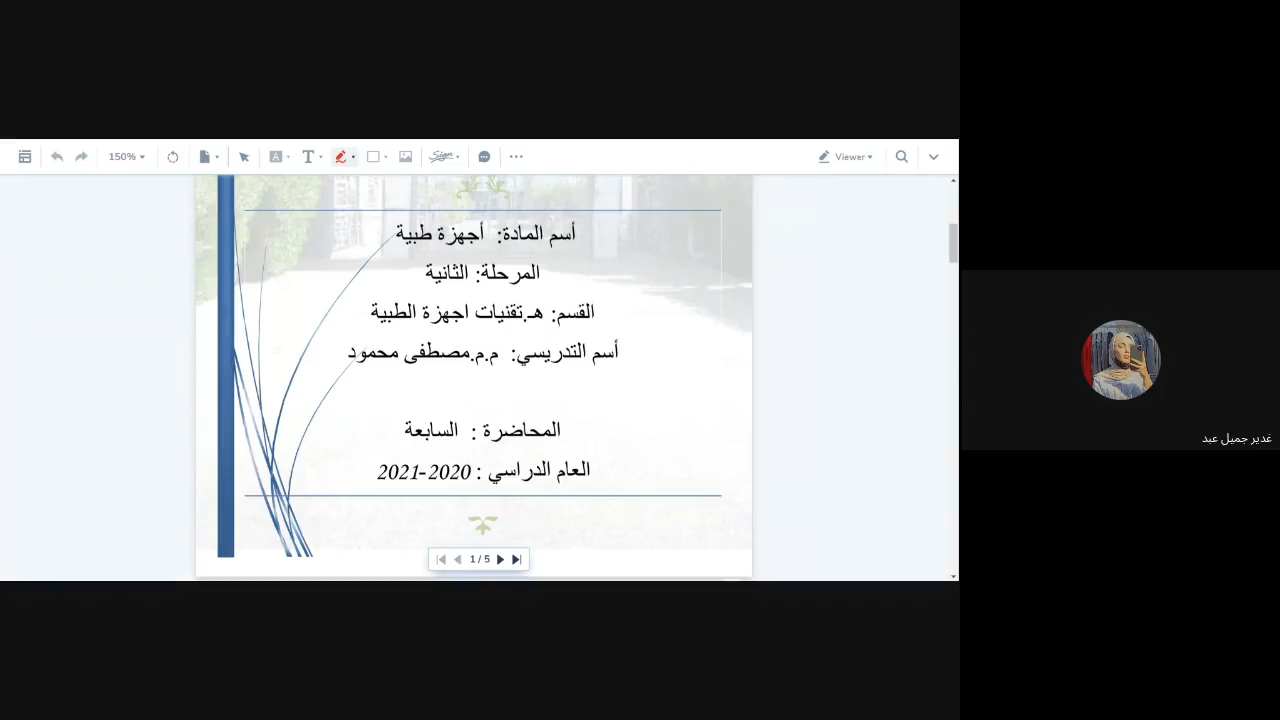 150%
T
Sign
Viewer
أسم المادة: أجهزة طبية
المرحلة: الثانية
القسم: هـ.تقنيات اجهزة الطبية
أسم التدريسي: م.م.مصطفى محمود
المحاضرة : السابعة
العام الدراسي : 2020-2021
1 / 5
غدير جميل عبد